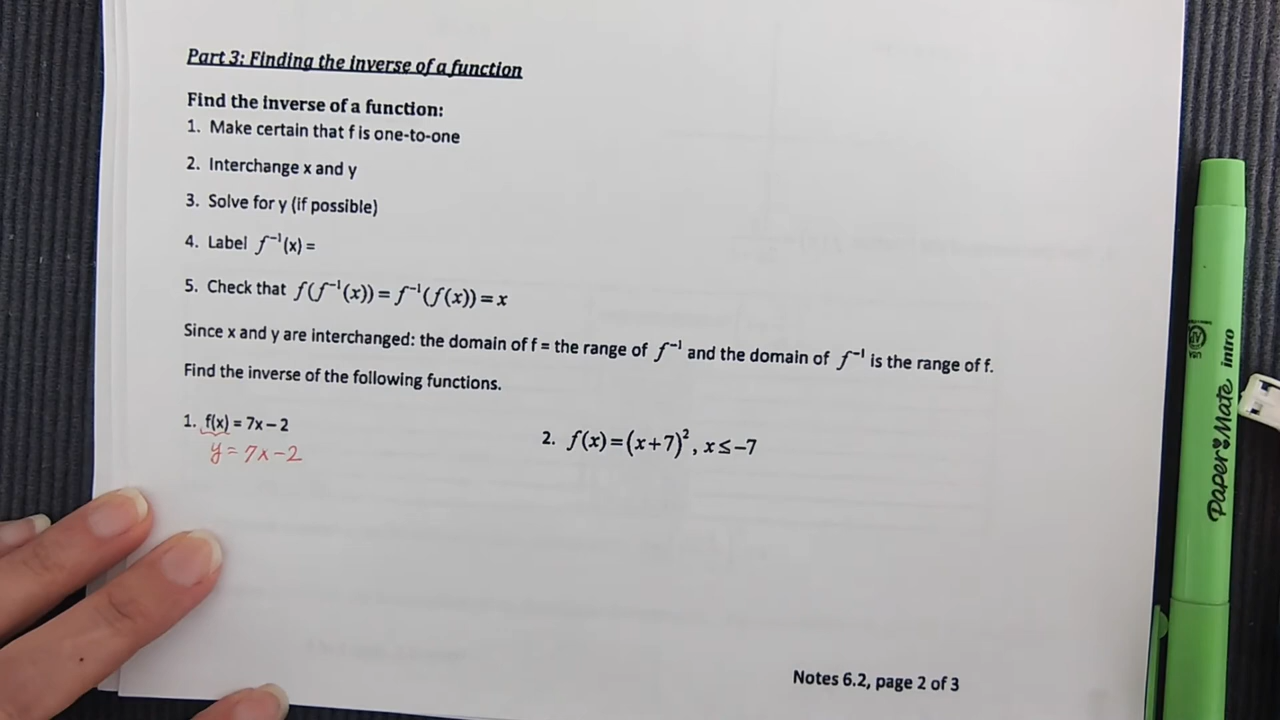 Part 3: Finding the inverse of a function
Find the inverse of a function:
1. Make certain that f is one-to-one
2. Interchange x and y
3. Solve for y (if possible)
4. Label f⁻¹(x) =
5. Check that f(f⁻¹(x)) = f⁻¹(f(x)) = x
Since x and y are interchanged: the domain of f = the range of f⁻¹ and the domain of f⁻¹ is the range of f.
Find the inverse of the following functions.
1. f(x) = 7x – 2
y = 7x – 2
2. f(x) = (x+7)², x ≤ –7
Notes 6.2, page 2 of 3
Paper Mate intro